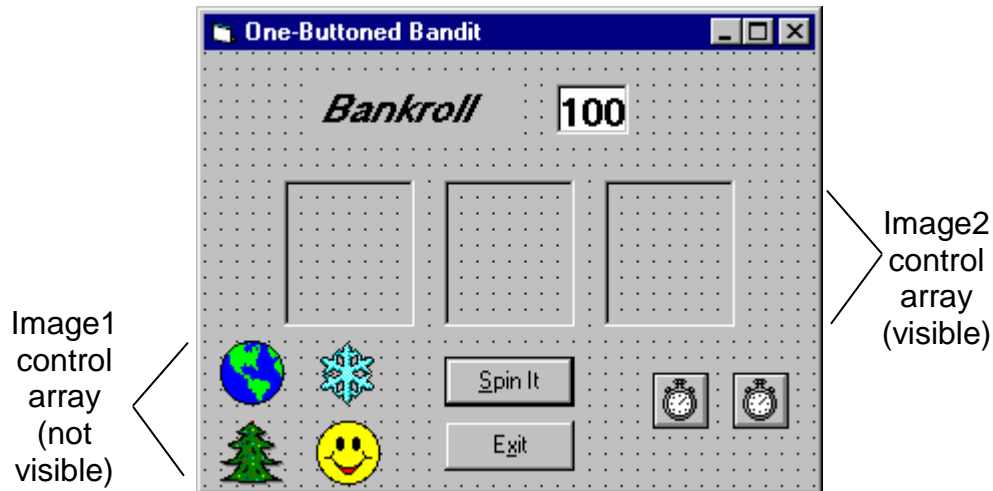 One-Buttoned Bandit
Bankroll
100
Image2
control
array
(visible)
Image1
control
array
(not
visible)
Spin It
Exit